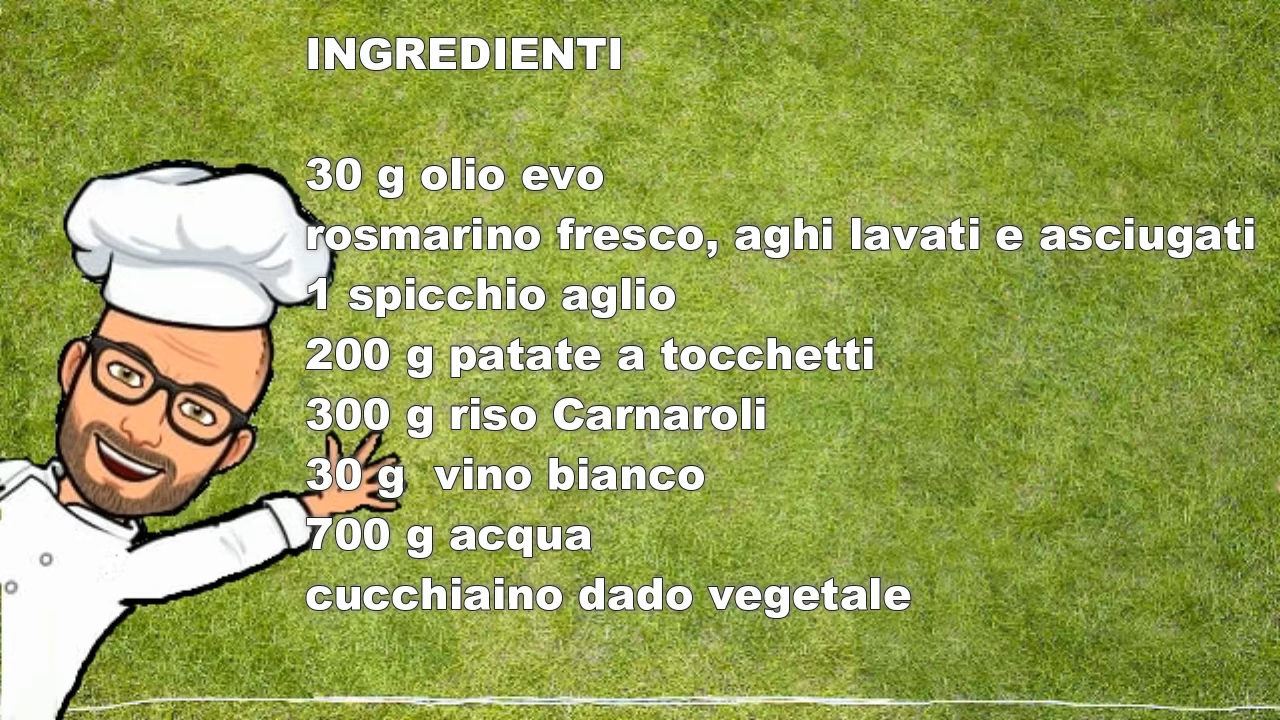 INGREDIENTI
30 g olio evo
rosmarino fresco, aghi lavati e asciugati
1 spicchio aglio
200 g patate a tocchetti
300 g riso Carnaroli
30 g  vino bianco
700 g acqua
cucchiaino dado vegetale